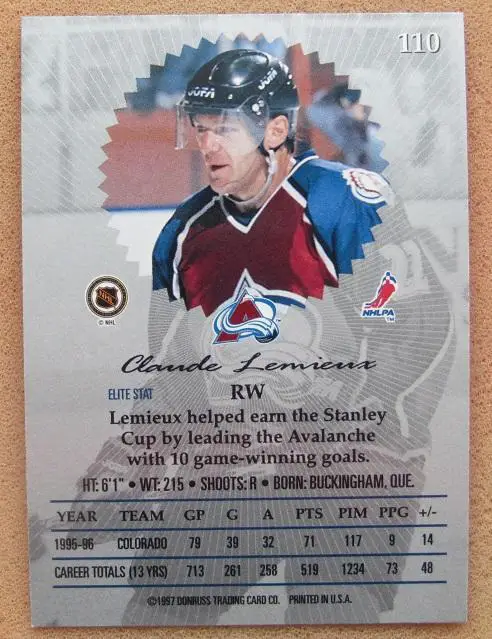 110
JOFA
© NHL
NHLPA
TM
Claude Lemieux
ELITE STAT
RW
Lemieux helped earn the Stanley
Cup by leading the Avalanche
with 10 game-winning goals.
HT: 6'1" • WT: 215 • SHOOTS: R • BORN: BUCKINGHAM, QUE.
YEAR TEAM GP G A PTS PIM PPG +/-
1995-96 COLORADO 79 39 32 71 117 9 14
CAREER TOTALS (13 YRS) 713 261 258 519 1234 73 48
©1997 DONRUSS TRADING CARD CO. PRINTED IN U.S.A.